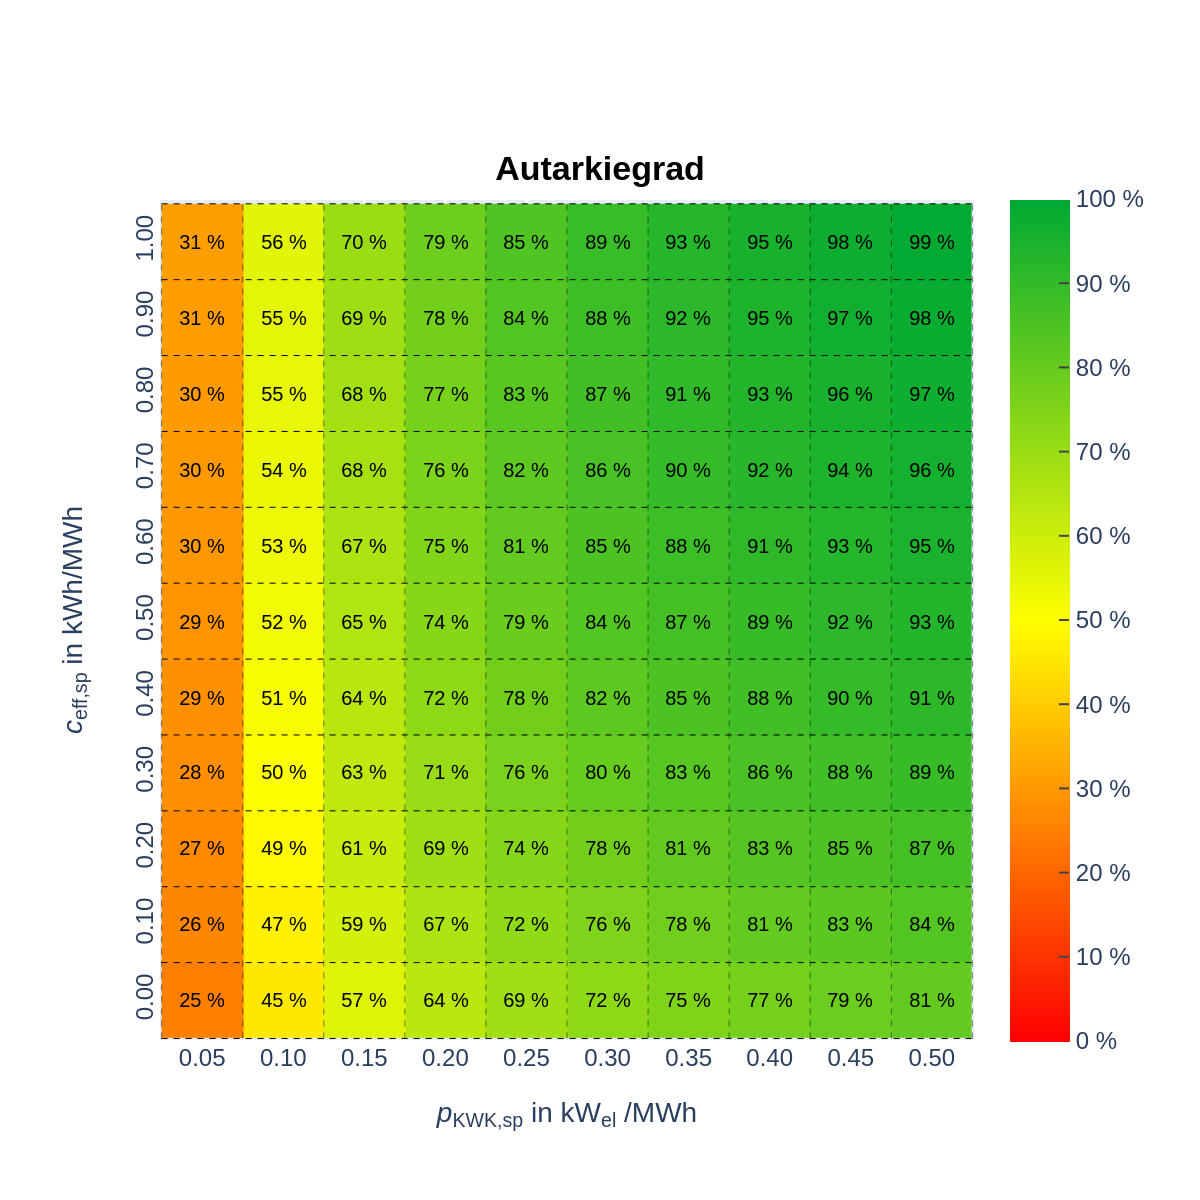 Autarkiegrad
1.00 31 % 56 % 70 % 79 % 85 % 89 % 93 % 95 % 98 % 99 %
0.90 31 % 55 % 69 % 78 % 84 % 88 % 92 % 95 % 97 % 98 %
0.80 30 % 55 % 68 % 77 % 83 % 87 % 91 % 93 % 96 % 97 %
0.70 30 % 54 % 68 % 76 % 82 % 86 % 90 % 92 % 94 % 96 %
0.60 30 % 53 % 67 % 75 % 81 % 85 % 88 % 91 % 93 % 95 %
0.50 29 % 52 % 65 % 74 % 79 % 84 % 87 % 89 % 92 % 93 %
0.40 29 % 51 % 64 % 72 % 78 % 82 % 85 % 88 % 90 % 91 %
0.30 28 % 50 % 63 % 71 % 76 % 80 % 83 % 86 % 88 % 89 %
0.20 27 % 49 % 61 % 69 % 74 % 78 % 81 % 83 % 85 % 87 %
0.10 26 % 47 % 59 % 67 % 72 % 76 % 78 % 81 % 83 % 84 %
0.00 25 % 45 % 57 % 64 % 69 % 72 % 75 % 77 % 79 % 81 %
0.05 0.10 0.15 0.20 0.25 0.30 0.35 0.40 0.45 0.50
pKWK,sp in kWel /MWh
ceff,sp in kWh/MWh
100 %
90 %
80 %
70 %
60 %
50 %
40 %
30 %
20 %
10 %
0 %